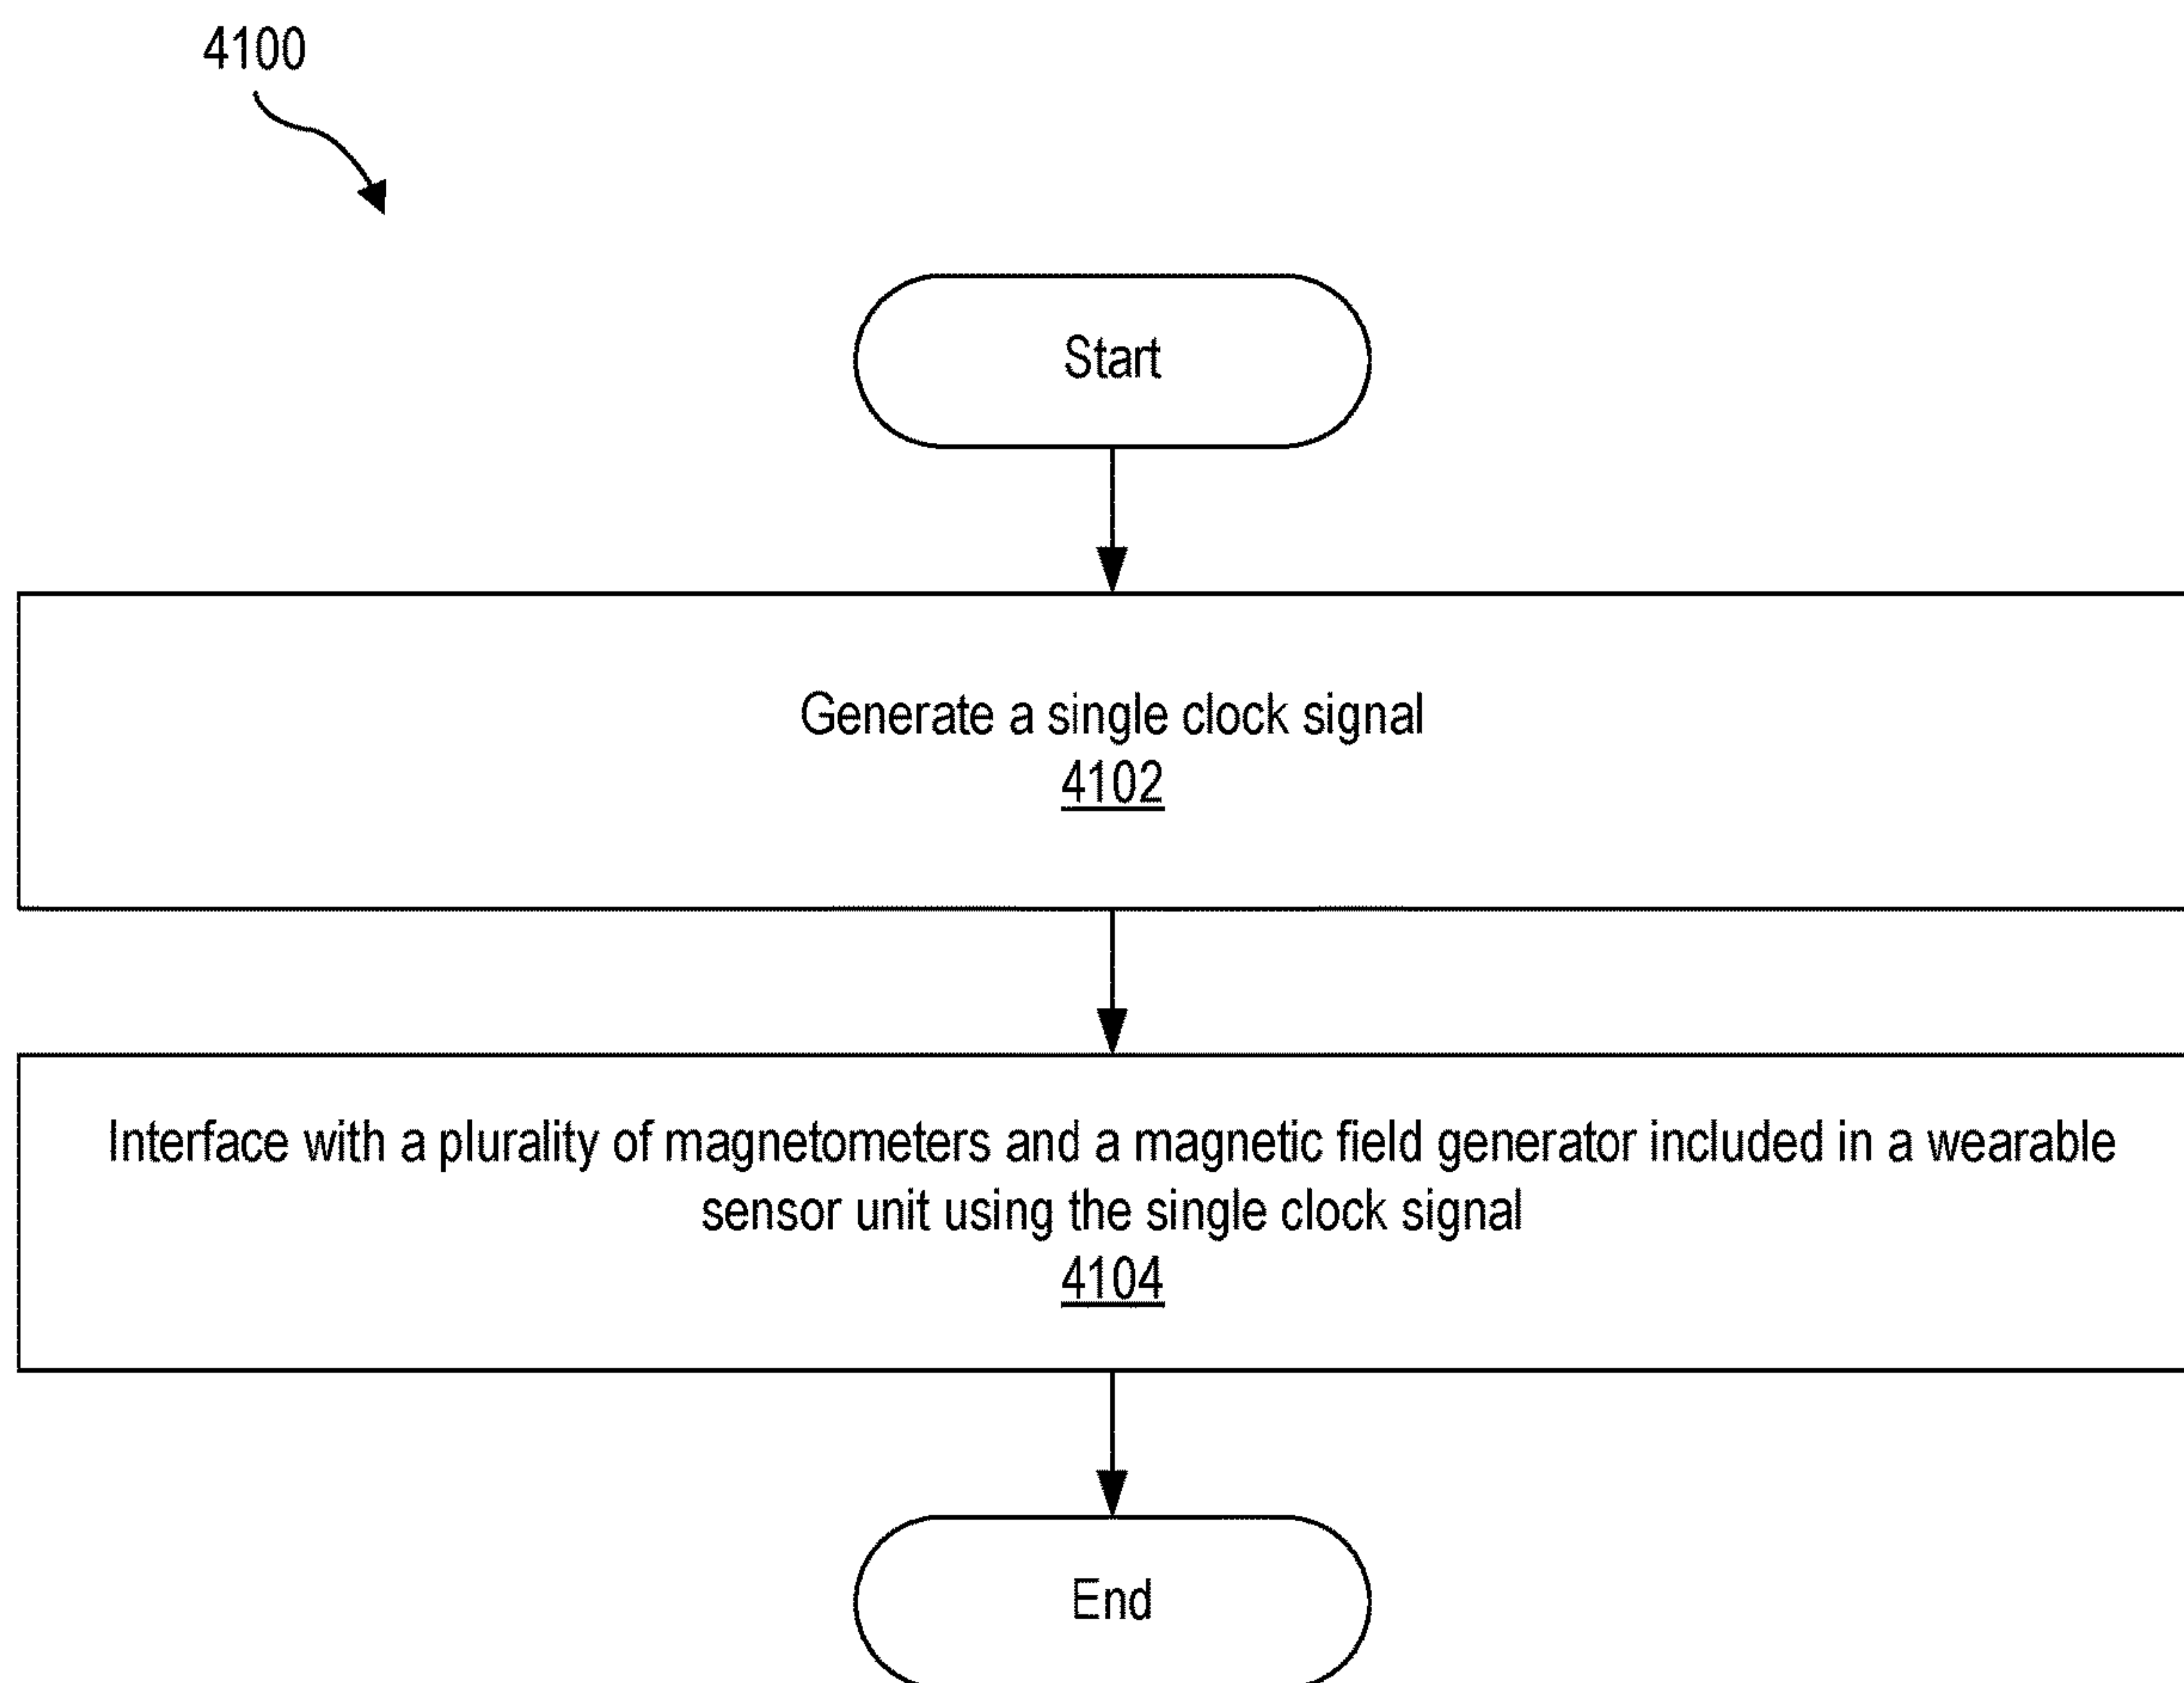 4100
Start
Generate a single clock signal
4102
Interface with a plurality of magnetometers and a magnetic field generator included in a wearable
sensor unit using the single clock signal
4104
End